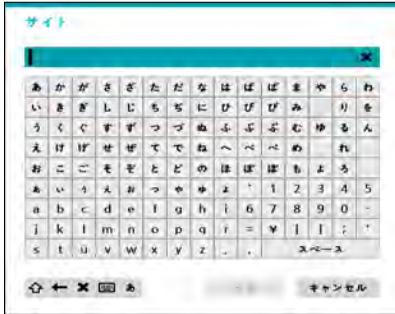 サイト
あ か が さ ざ た だ な は ば ぱ ま や ら わ
い き ぎ し じ ち ぢ に ひ び ぴ み り を
う く ぐ す ず つ づ ぬ ふ ぶ ぷ む ゆ る ん
え け げ せ ぜ て で ね へ べ ぺ め れ
お こ ご そ ぞ と ど の ほ ぼ ぽ も よ ろ
ぁ ぃ ぅ ぇ ぉ っ ゃ ゅ ょ 1 2 3 4 5
a b c d e f g h i 6 7 8 9 0 -
j k l m n o p q r = ¥ [ ] ;
s t u v w x y z スペース
あ キャンセル